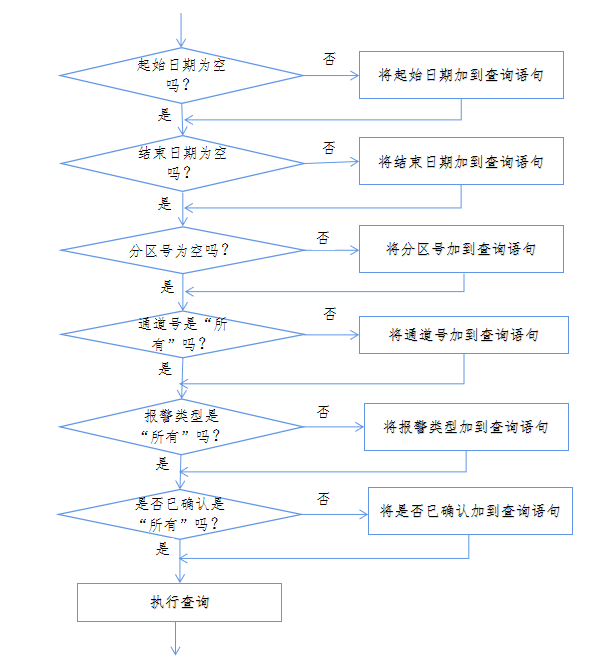 起始日期为空
吗？
否
将起始日期加到查询语句
是
结束日期为空
吗？
否
将结束日期加到查询语句
是
分区号为空吗？
否
将分区号加到查询语句
是
通道号是“所
有”吗？
否
将通道号加到查询语句
是
报警类型是
“所有”吗？
否
将报警类型加到查询语句
是
是否已确认是
“所有”吗？
否
将是否已确认加到查询语句
是
执行查询